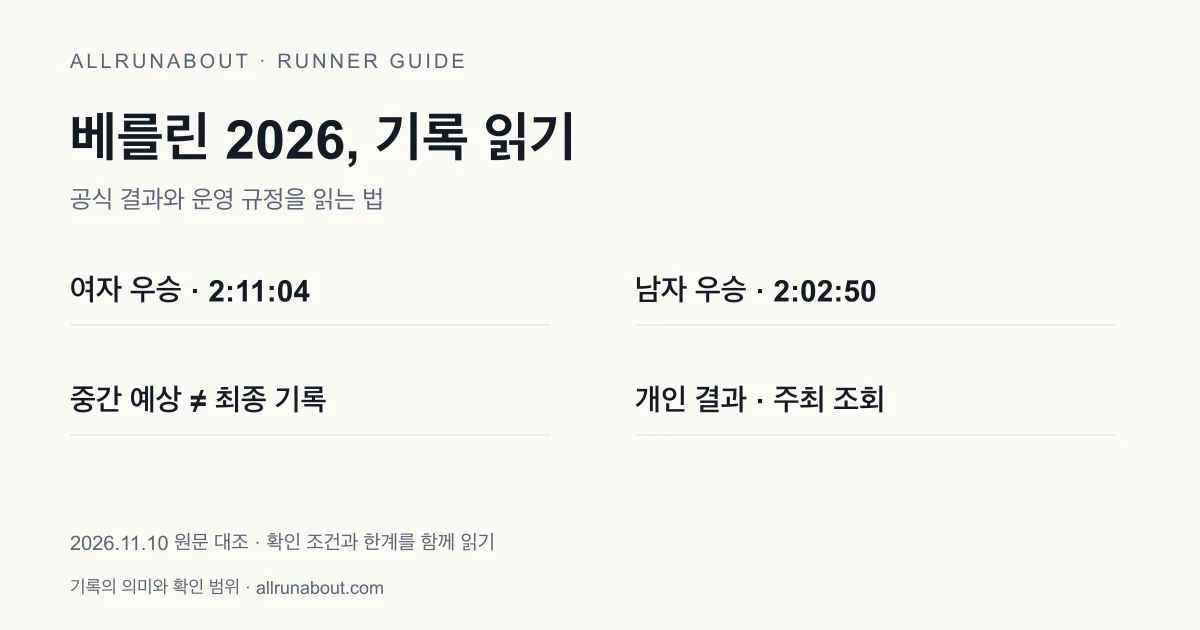 ALLRUNABOUT · RUNNER GUIDE
베를린 2026, 기록 읽기
공식 결과와 운영 규정을 읽는 법
여자 우승 · 2:11:04
남자 우승 · 2:02:50
중간 예상 ≠ 최종 기록
개인 결과 · 주최 조회
2026.11.10 원문 대조 · 확인 조건과 한계를 함께 읽기
기록의 의미와 확인 범위 · allrunabout.com